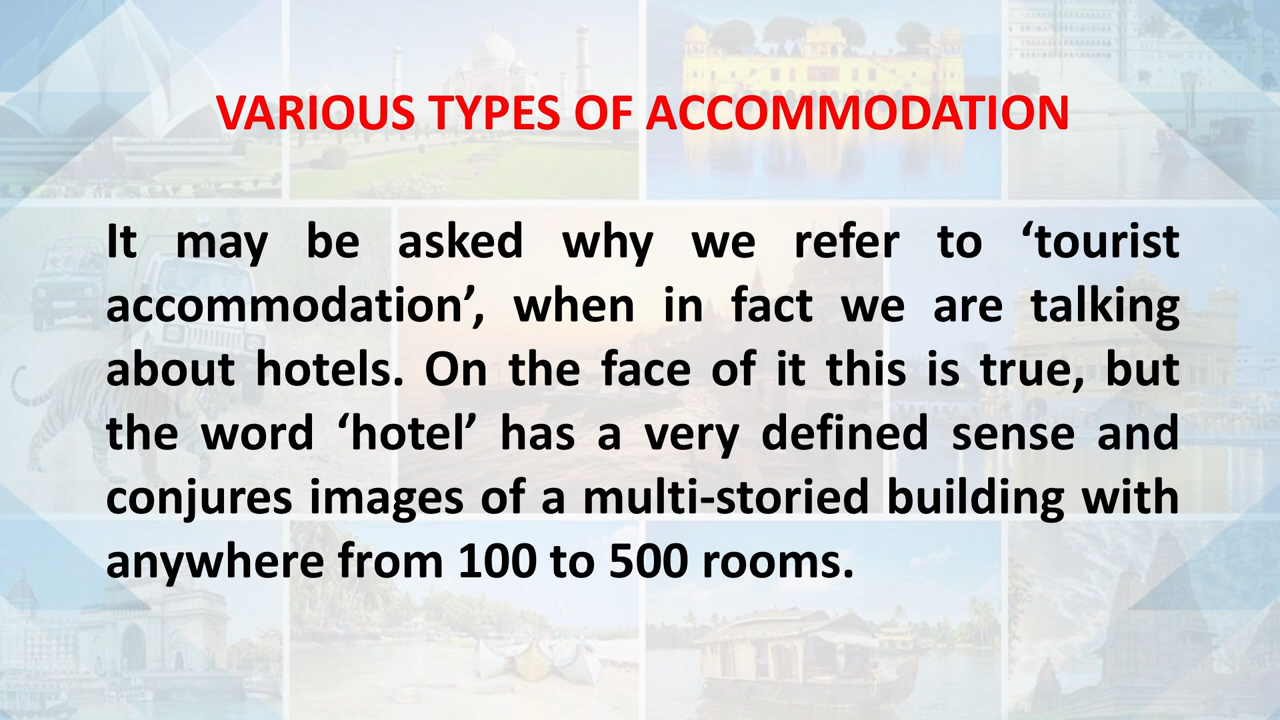 VARIOUS TYPES OF ACCOMMODATION
It may be asked why we refer to ‘tourist
accommodation’, when in fact we are talking
about hotels. On the face of it this is true, but
the word ‘hotel’ has a very defined sense and
conjures images of a multi-storied building with
anywhere from 100 to 500 rooms.